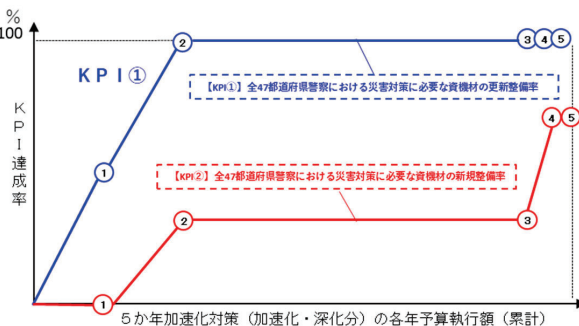 %
100
KPI①
②
③④⑤
【KPI①】全47都道府県警察における災害対策に必要な資機材の更新整備率
KPI達成率
①
④⑤
【KPI②】全47都道府県警察における災害対策に必要な資機材の新規整備率
②
③
①
５か年加速化対策（加速化・深化分）の各年予算執行額（累計）